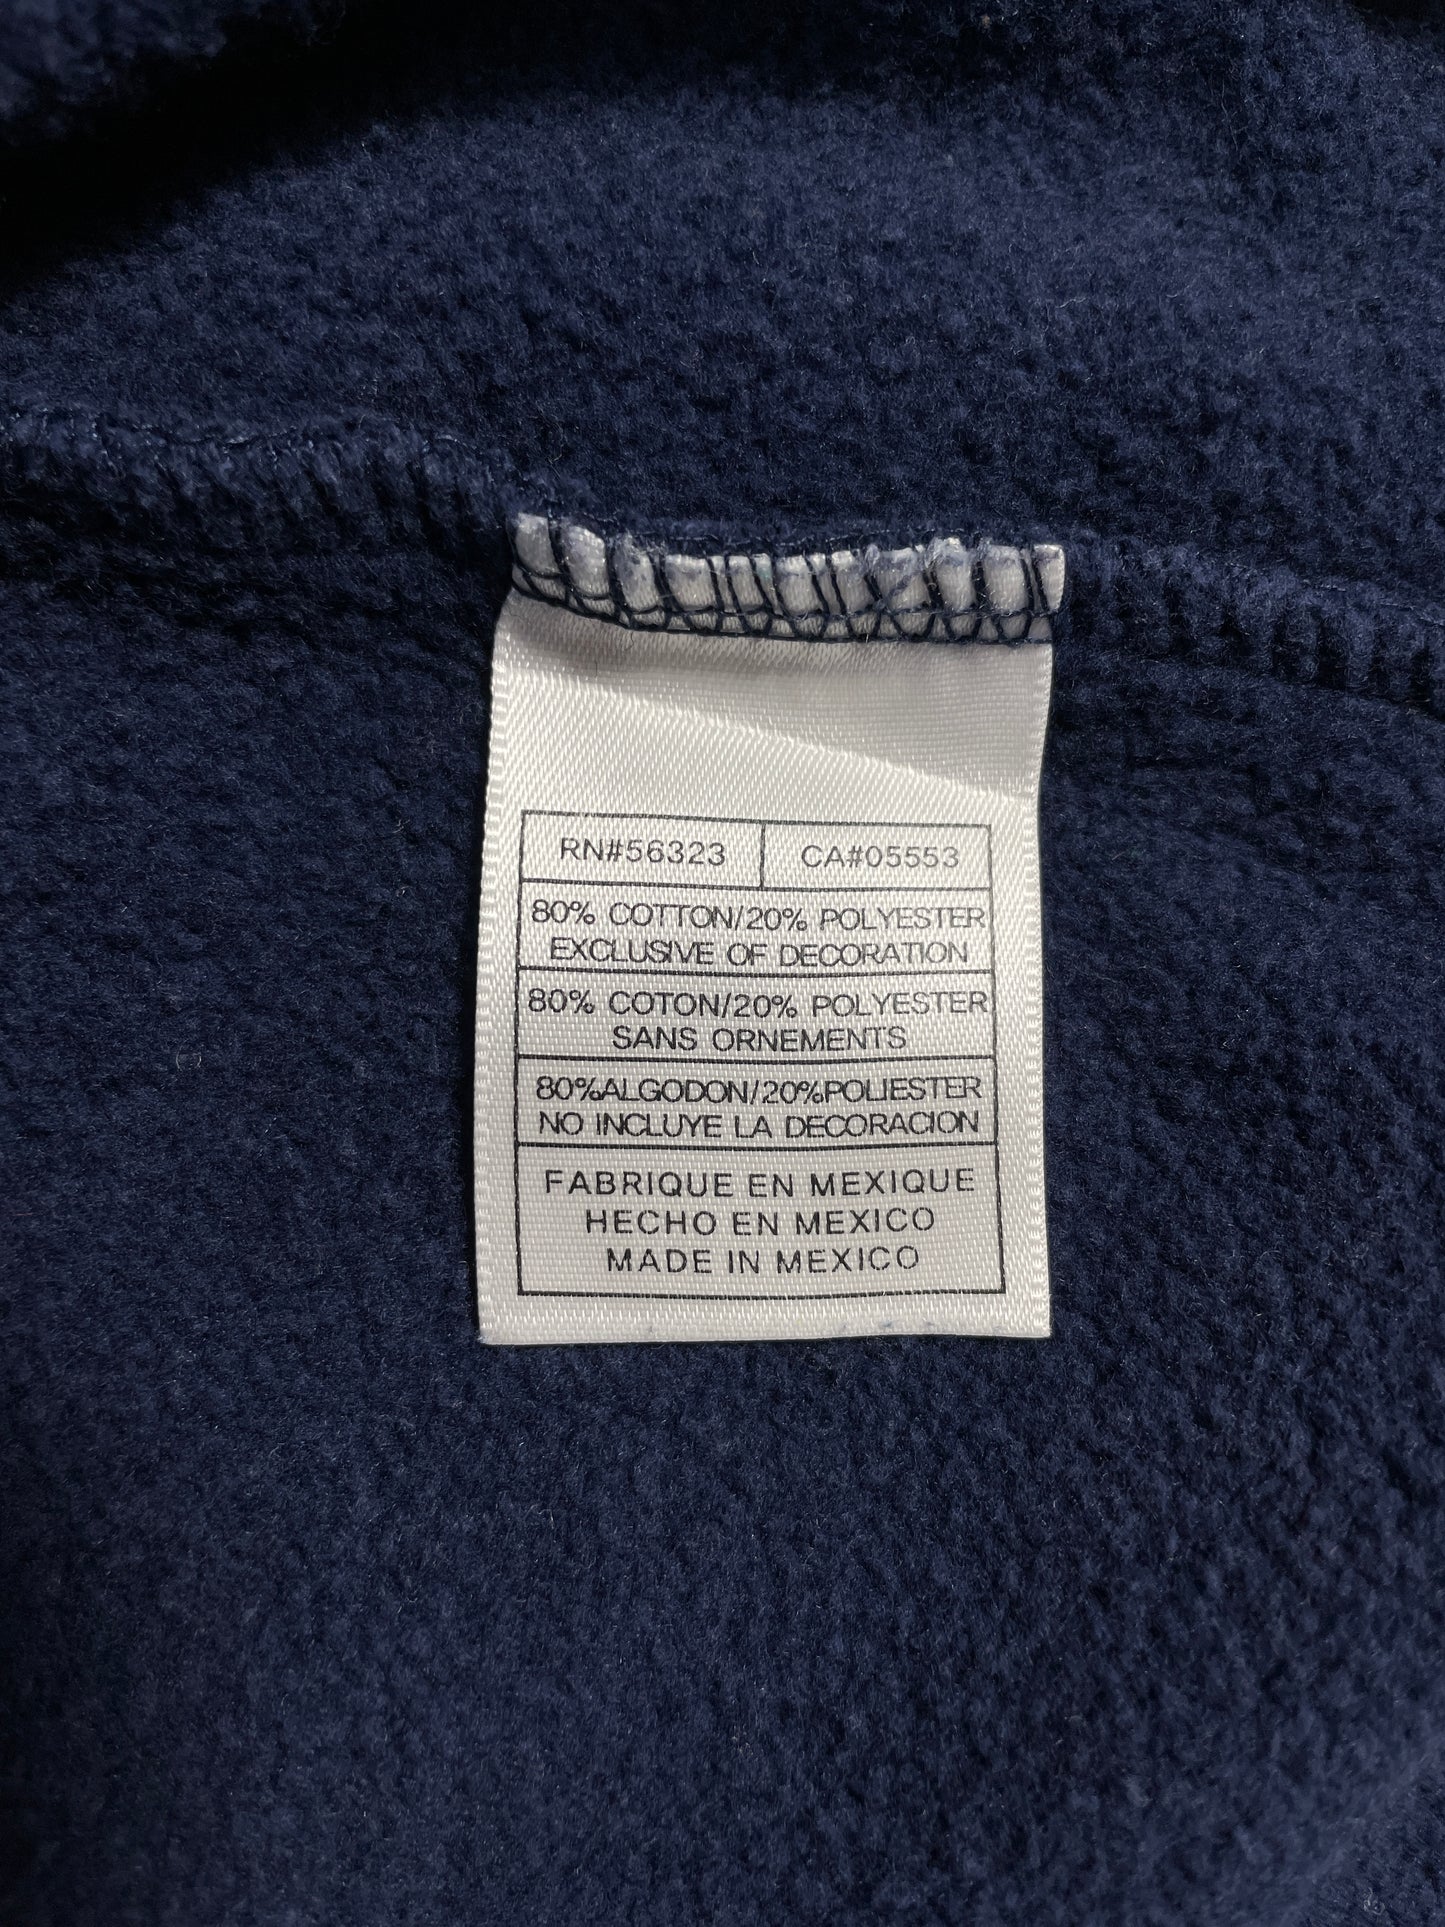 RN#56323 CA#05553
80% COTTON/20% POLYESTER
EXCLUSIVE OF DECORATION
80% COTON/20% POLYESTER
SANS ORNEMENTS
80%ALGODON/20%POLIESTER
NO INCLUYE LA DECORACION
FABRIQUE EN MEXIQUE
HECHO EN MEXICO
MADE IN MEXICO